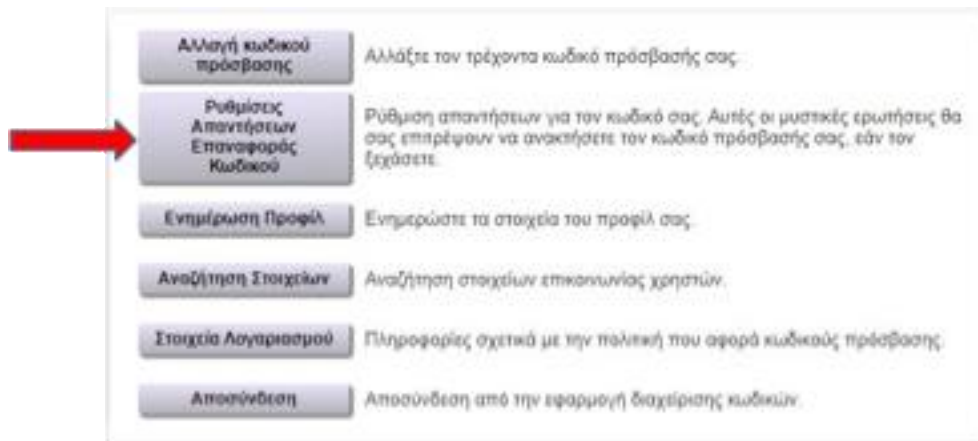 Αλλαγή κωδικού
πρόσβασης
Αλλάξτε τον τρέχοντα κωδικό πρόσβασής σας.
Ρυθμίσεις
Απαντήσεων
Επαναφοράς
Κωδικού
Ρύθμιση απαντήσεων για τον κωδικό σας. Αυτές οι μυστικές ερωτήσεις θα
σας επιτρέψουν να ανακτήσετε τον κωδικό πρόσβασής σας, εάν τον
ξεχάσετε.
Ενημέρωση Προφίλ
Ενημερώστε τα στοιχεία του προφίλ σας.
Αναζήτηση Στοιχείων
Αναζήτηση στοιχείων επικοινωνίας χρηστών.
Στοιχεία Λογαριασμού
Πληροφορίες σχετικά με την πολιτική που αφορά κωδικούς πρόσβασης.
Αποσύνδεση
Αποσύνδεση από την εφαρμογή διαχείρισης κωδικών.